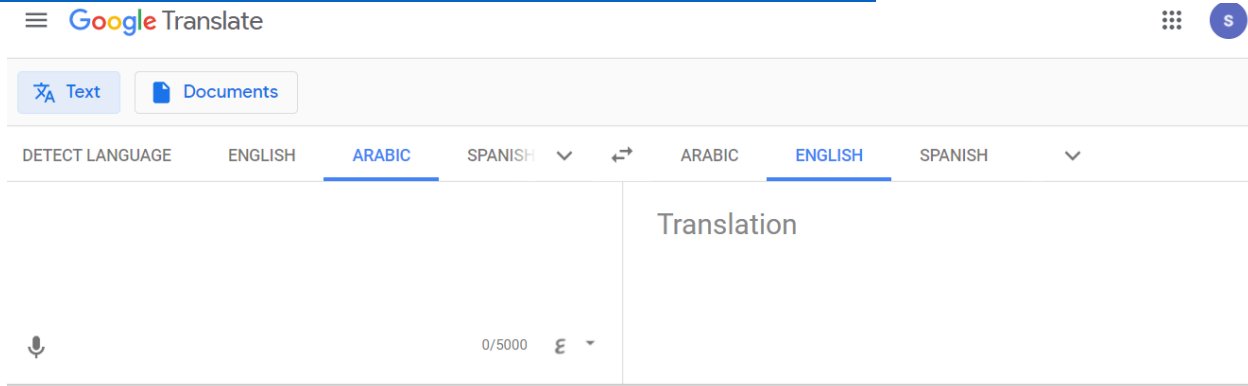 Google Translate
S
Text Documents
DETECT LANGUAGE ENGLISH ARABIC SPANISH ARABIC ENGLISH SPANISH
Translation
0/5000 ع